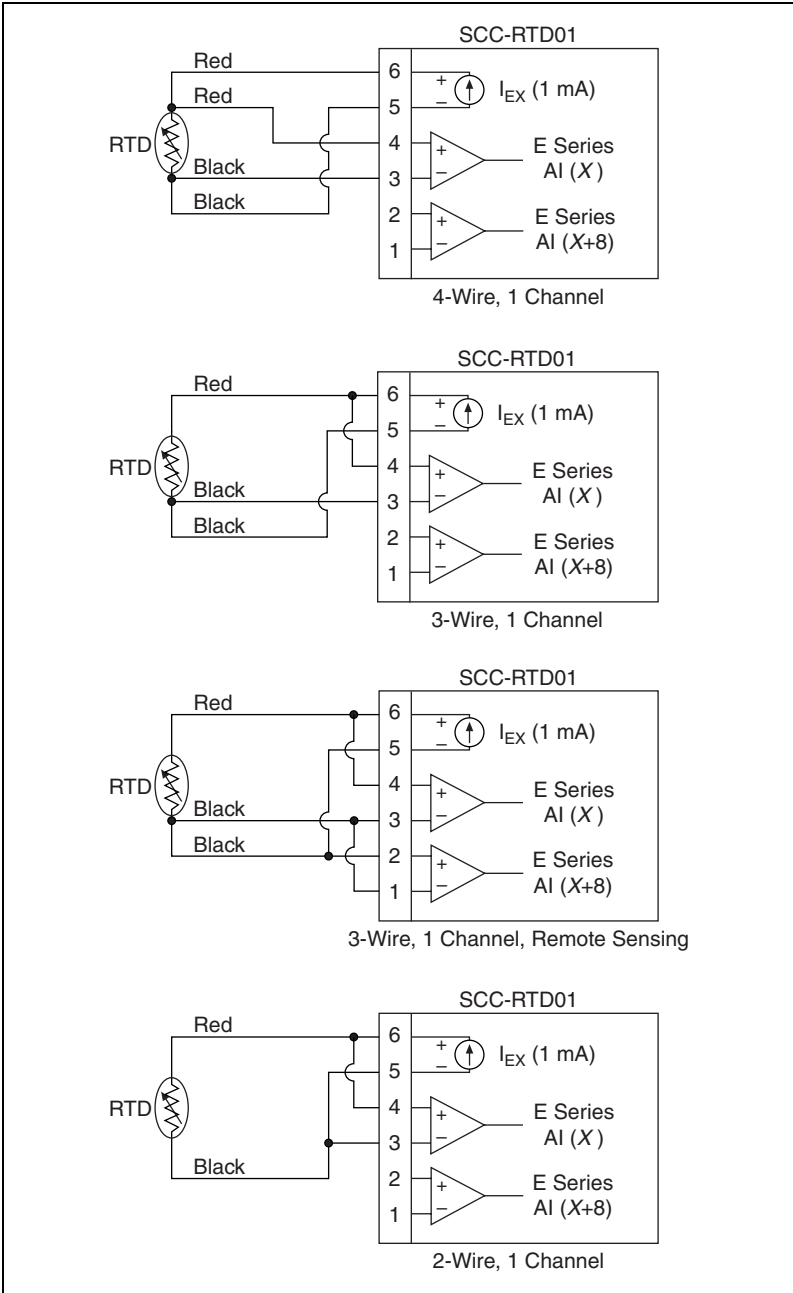 SCC-RTD01
Red
6
+
IEX (1 mA)
–
Red
5
4
RTD
+
E Series
AI (X)
Black
3
–
Black
2
+
E Series
AI (X+8)
1
–
4-Wire, 1 Channel
SCC-RTD01
Red
6
+
IEX (1 mA)
–
5
RTD
4
+
E Series
AI (X)
Black
3
–
Black
2
+
E Series
AI (X+8)
1
–
3-Wire, 1 Channel
SCC-RTD01
Red
6
+
IEX (1 mA)
–
5
RTD
4
+
E Series
AI (X)
Black
3
–
Black
2
+
E Series
AI (X+8)
1
–
3-Wire, 1 Channel, Remote Sensing
SCC-RTD01
Red
6
+
IEX (1 mA)
–
5
RTD
4
+
E Series
AI (X)
3
–
Black
2
+
E Series
AI (X+8)
1
–
2-Wire, 1 Channel